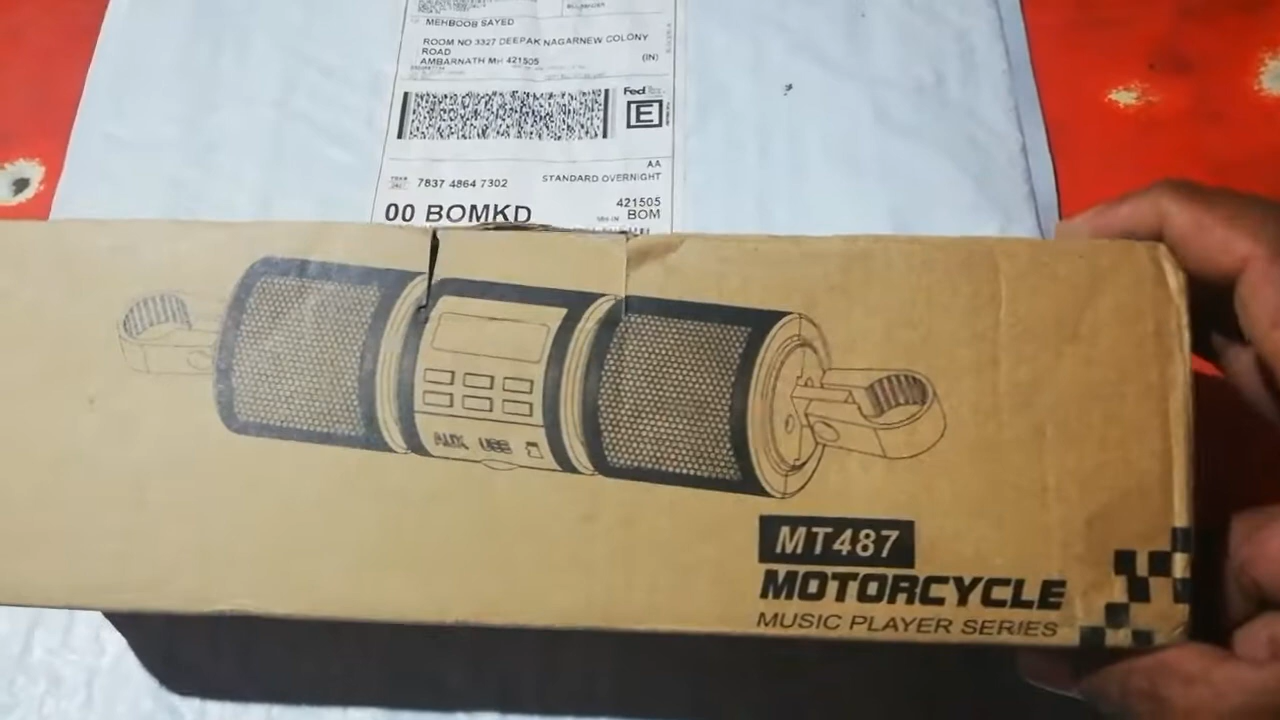 MEHBOOB SAYED
ROOM NO 3327 DEEPAK NAGARNEW COLONY
ROAD
AMBARNATH MH 421505
(IN)
Fed
E
AA
7837 4864 7302
STANDARD OVERNIGHT
421505
00 BOMKD
BOM
AUX USB
MT487
MOTORCYCLE
MUSIC PLAYER SERIES